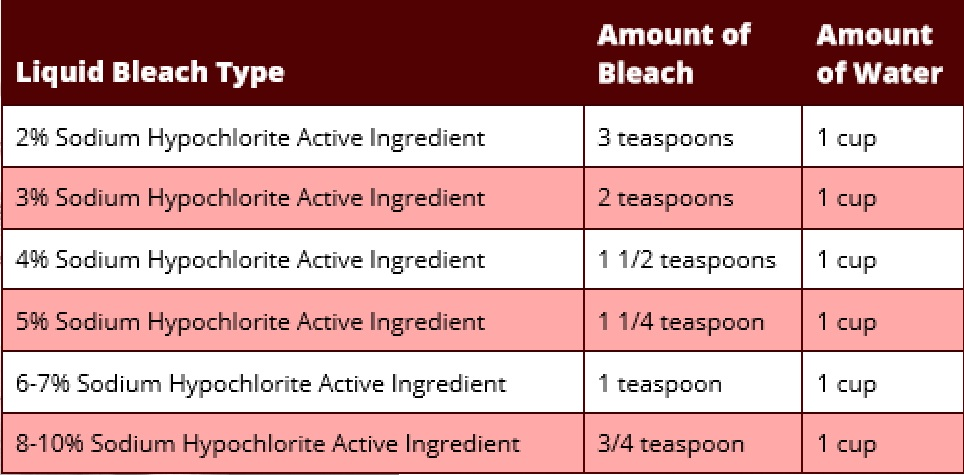 Liquid Bleach Type Amount of Bleach Amount of Water
2% Sodium Hypochlorite Active Ingredient 3 teaspoons 1 cup
3% Sodium Hypochlorite Active Ingredient 2 teaspoons 1 cup
4% Sodium Hypochlorite Active Ingredient 1 1/2 teaspoons 1 cup
5% Sodium Hypochlorite Active Ingredient 1 1/4 teaspoon 1 cup
6-7% Sodium Hypochlorite Active Ingredient 1 teaspoon 1 cup
8-10% Sodium Hypochlorite Active Ingredient 3/4 teaspoon 1 cup